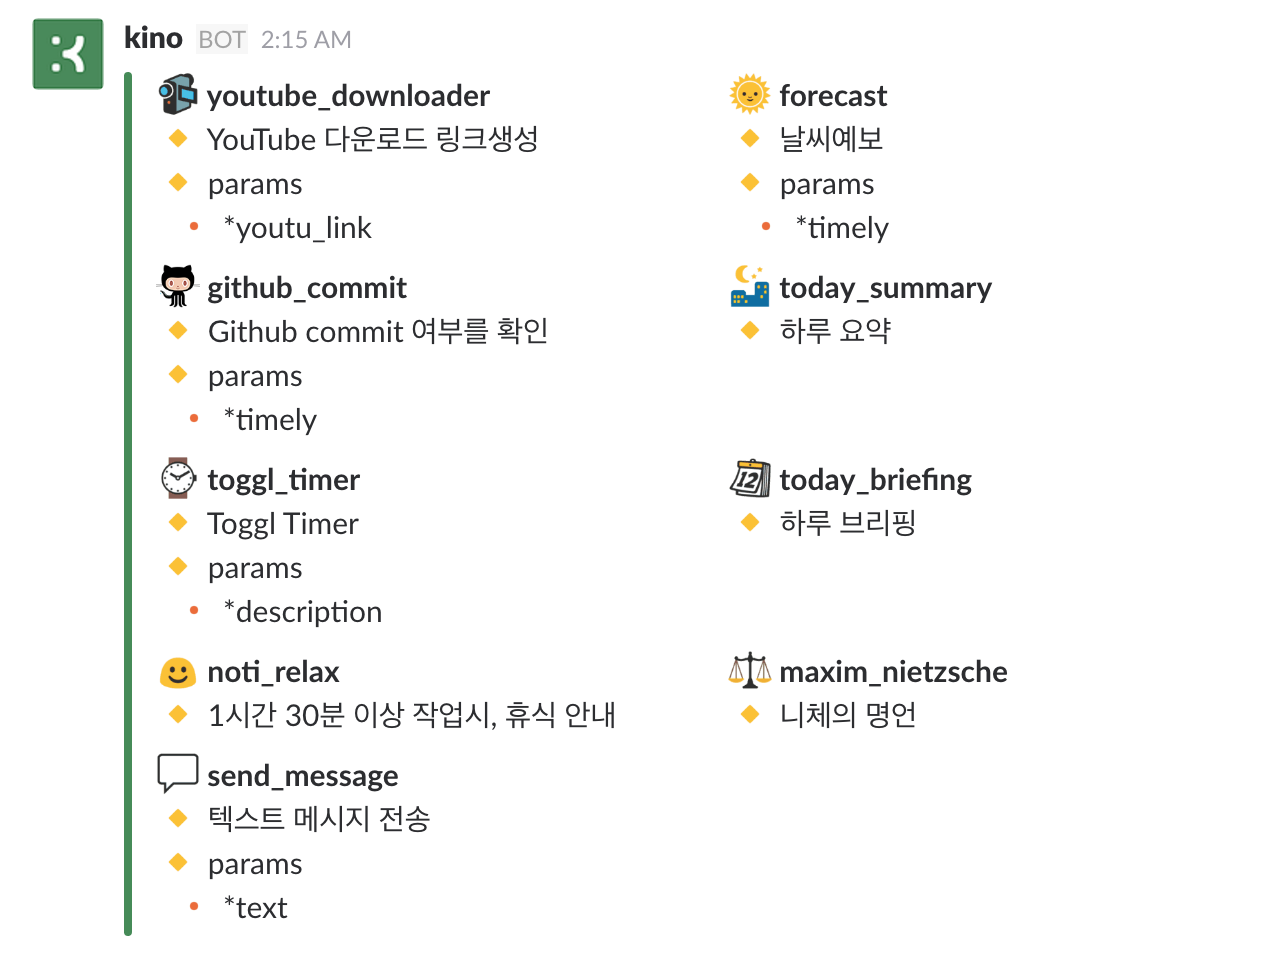 kino BOT 2:15 AM
youtube_downloader
YouTube 다운로드 링크생성
params
*youtu_link
forecast
날씨예보
params
*timely
github_commit
Github commit 여부를 확인
params
*timely
today_summary
하루 요약
toggl_timer
Toggl Timer
params
*description
12
today_briefing
하루 브리핑
noti_relax
1시간 30분 이상 작업시, 휴식 안내
maxim_nietzsche
니체의 명언
send_message
텍스트 메시지 전송
params
*text